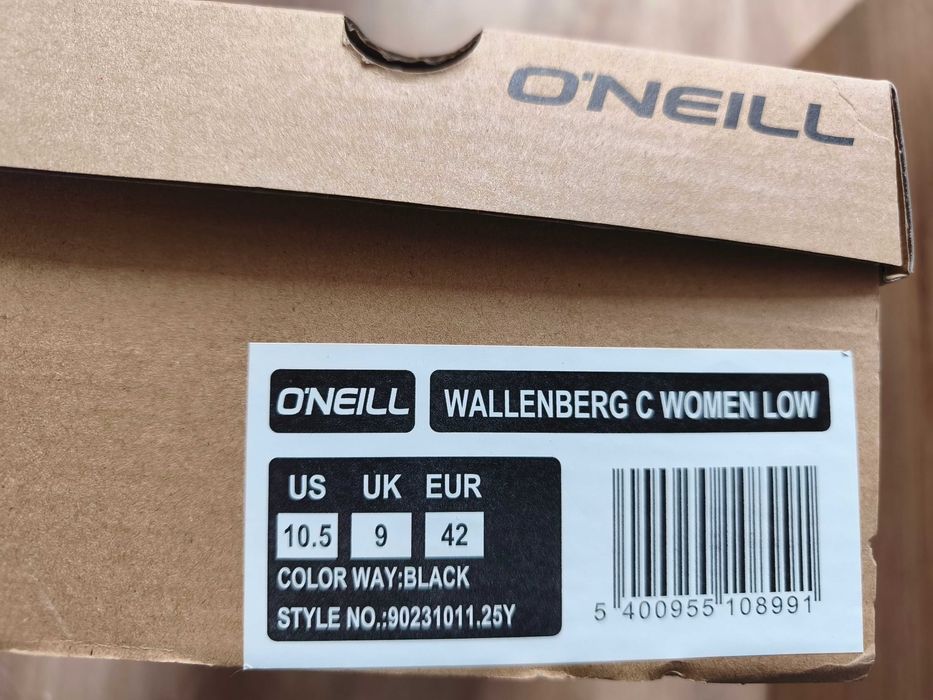 O'NEILL
O'NEILL
WALLENBERG C WOMEN LOW
US UK EUR
10.5 9 42
COLOR WAY:BLACK
STYLE NO.:90231011.25Y
5 400955 108991